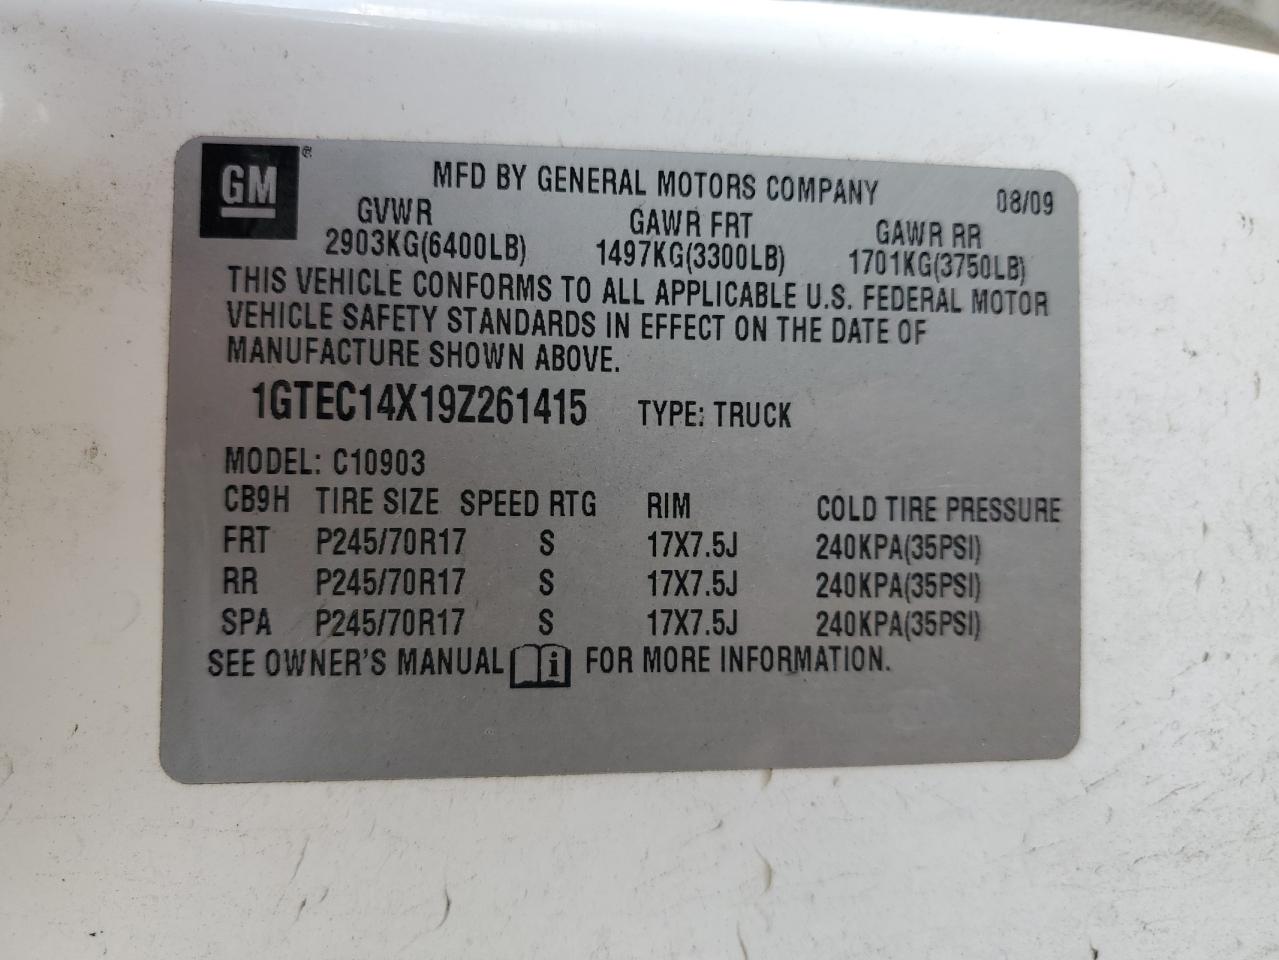 GM ®
MFD BY GENERAL MOTORS COMPANY 08/09
GVWR GAWR FRT GAWR RR
2903KG(6400LB) 1497KG(3300LB) 1701KG(3750LB)
THIS VEHICLE CONFORMS TO ALL APPLICABLE U.S. FEDERAL MOTOR
VEHICLE SAFETY STANDARDS IN EFFECT ON THE DATE OF
MANUFACTURE SHOWN ABOVE.
1GTEC14X19Z261415 TYPE: TRUCK
MODEL: C10903
CB9H TIRE SIZE SPEED RTG RIM COLD TIRE PRESSURE
FRT P245/70R17 S 17X7.5J 240KPA(35PSI)
RR P245/70R17 S 17X7.5J 240KPA(35PSI)
SPA P245/70R17 S 17X7.5J 240KPA(35PSI)
SEE OWNER'S MANUAL i FOR MORE INFORMATION.